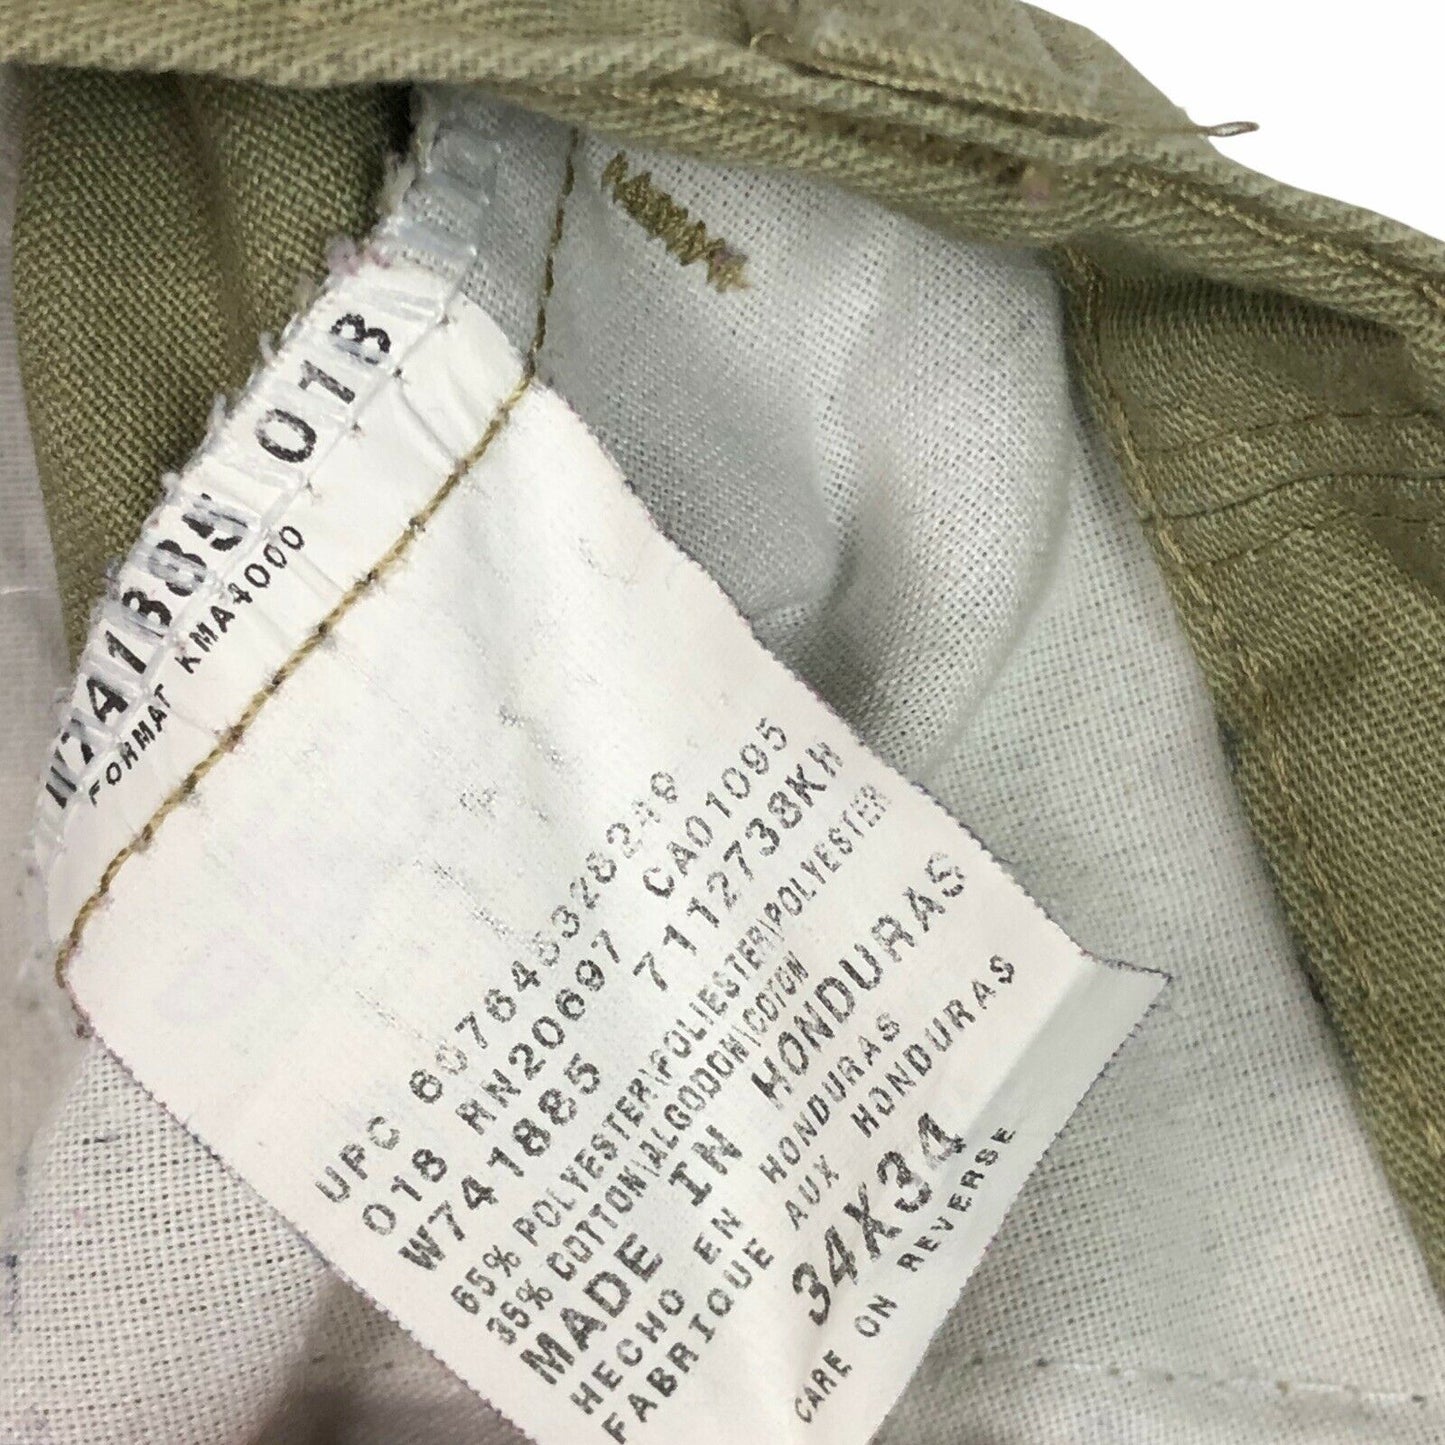 W741885 018
FORMAT KMA4000
UPC 607645328249
018 RN20697 CA01095
W741885 7112738KH
65% POLYESTER\POLIESTER\POLYESTER
35% COTTON\ALGODON\COTON
MADE IN HONDURAS
HECHO EN HONDURAS
FABRIQUE AUX HONDURAS
34X34
CARE ON REVERSE